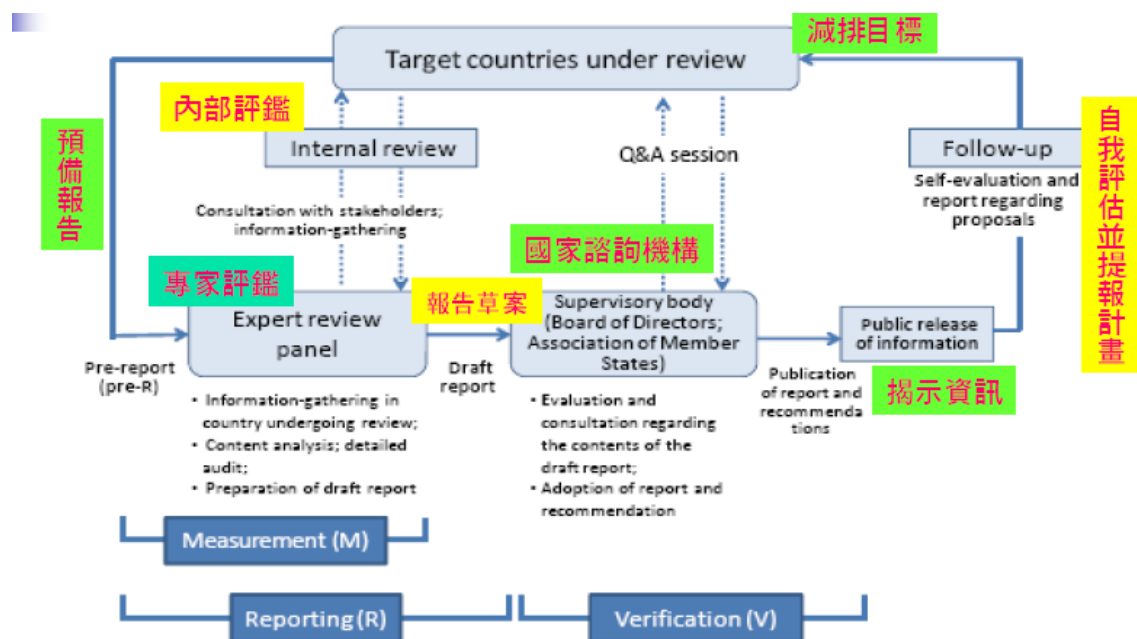 減排目標
Target countries under review
內部評鑑
Internal review
Q&A session
Follow-up
Self-evaluation and
report regarding
proposals
自我評估並提報計畫
預備報告
Consultation with stakeholders;
information-gathering
國家諮詢機構
專家評鑑
報告草案
Expert review
panel
Supervisory body
(Board of Directors;
Association of Member
States)
Public release
of information
Pre-report
(pre-R)
Draft
report
Publication
of report and
recommenda
tions
揭示資訊
• Information-gathering in
country undergoing review;
• Content analysis; detailed
audit;
• Preparation of draft report
• Evaluation and
consultation regarding
the contents of the
draft report;
• Adoption of report and
recommendation
Measurement (M)
Reporting (R)
Verification (V)